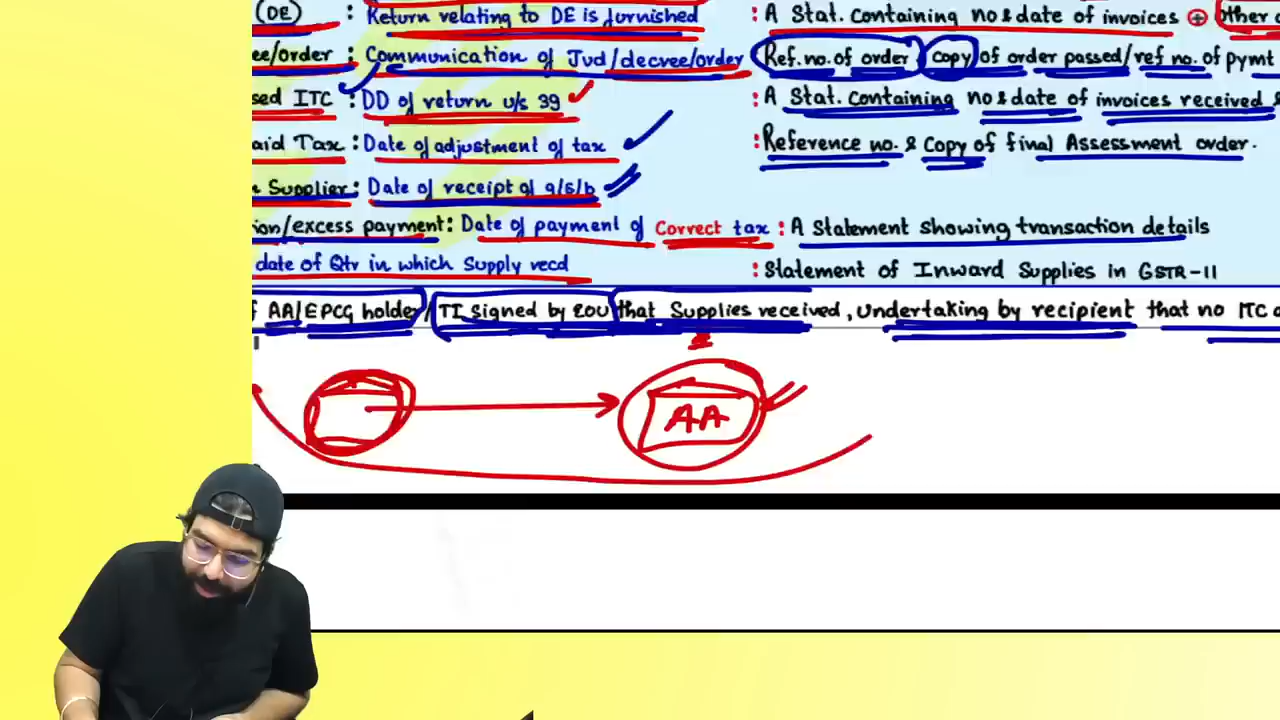 (DE) : Return relating to DE is furnished : A Stat. Containing no & date of invoices ⊕ Other
ee/order : Communication of Jud/decree/order Ref. no. of order copy of order passed/ref no. of pymt
sed ITC : DD of return u/s 39 : A Stat. Containing no & date of invoices received &
aid Tax : Date of adjustment of tax : Reference no. & Copy of final Assessment order.
Supplier : Date of receipt of g/s/b
ion/excess payment : Date of payment of Correct tax : A Statement showing transaction details
date of Qtr in which Supply recd : Statement of Inward Supplies in GSTR-11
f AA/EPCG holder / TI signed by EOU that Supplies received, Undertaking by recipient that no ITC
AA